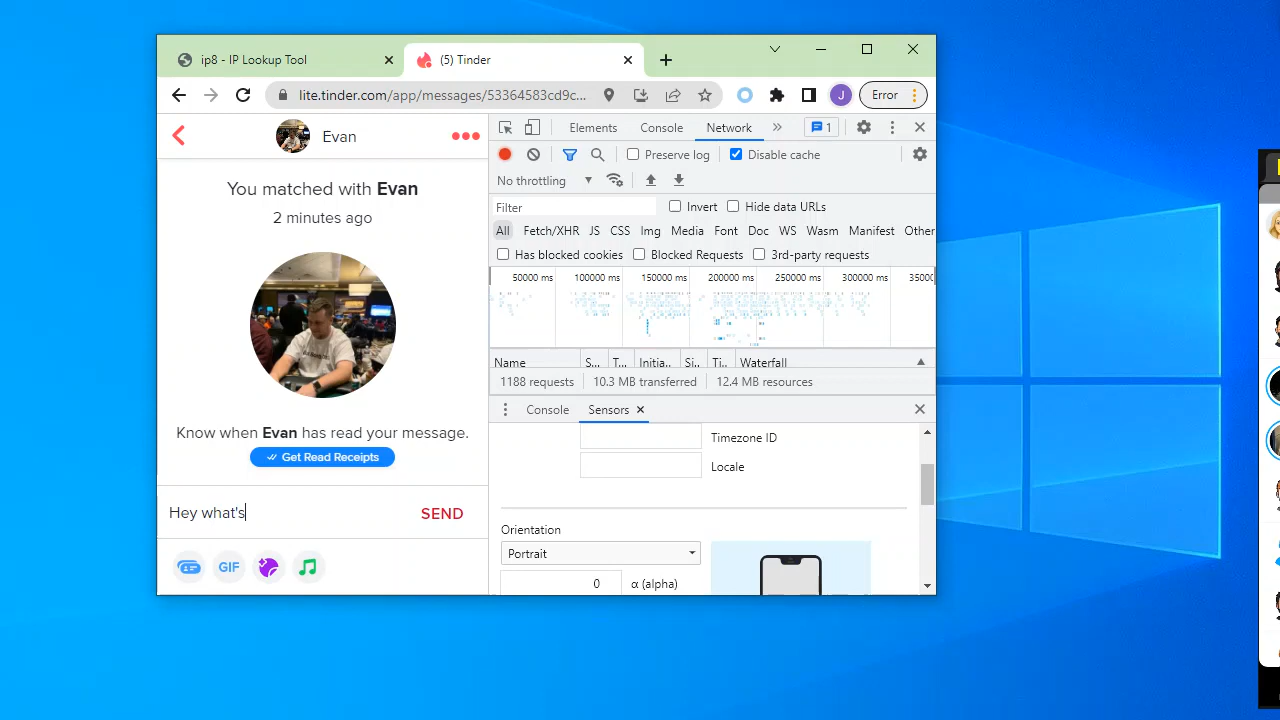 ip8 - IP Lookup Tool
(5) Tinder
lite.tinder.com/app/messages/53364583cd9c...
J
Error
Evan
Elements
Console
Network
1
Preserve log
Disable cache
No throttling
Filter
Invert
Hide data URLs
All
Fetch/XHR
JS
CSS
Img
Media
Font
Doc
WS
Wasm
Manifest
Other
Has blocked cookies
Blocked Requests
3rd-party requests
50000 ms
100000 ms
150000 ms
200000 ms
250000 ms
300000 ms
Name
S...
T...
Initia...
Si...
Ti...
Waterfall
1188 requests
10.3 MB transferred
12.4 MB resources
Console
Sensors
Timezone ID
Locale
Orientation
Portrait
0
α (alpha)
You matched with Evan
2 minutes ago
Know when Evan has read your message.
Get Read Receipts
Hey what's
SEND
GIF